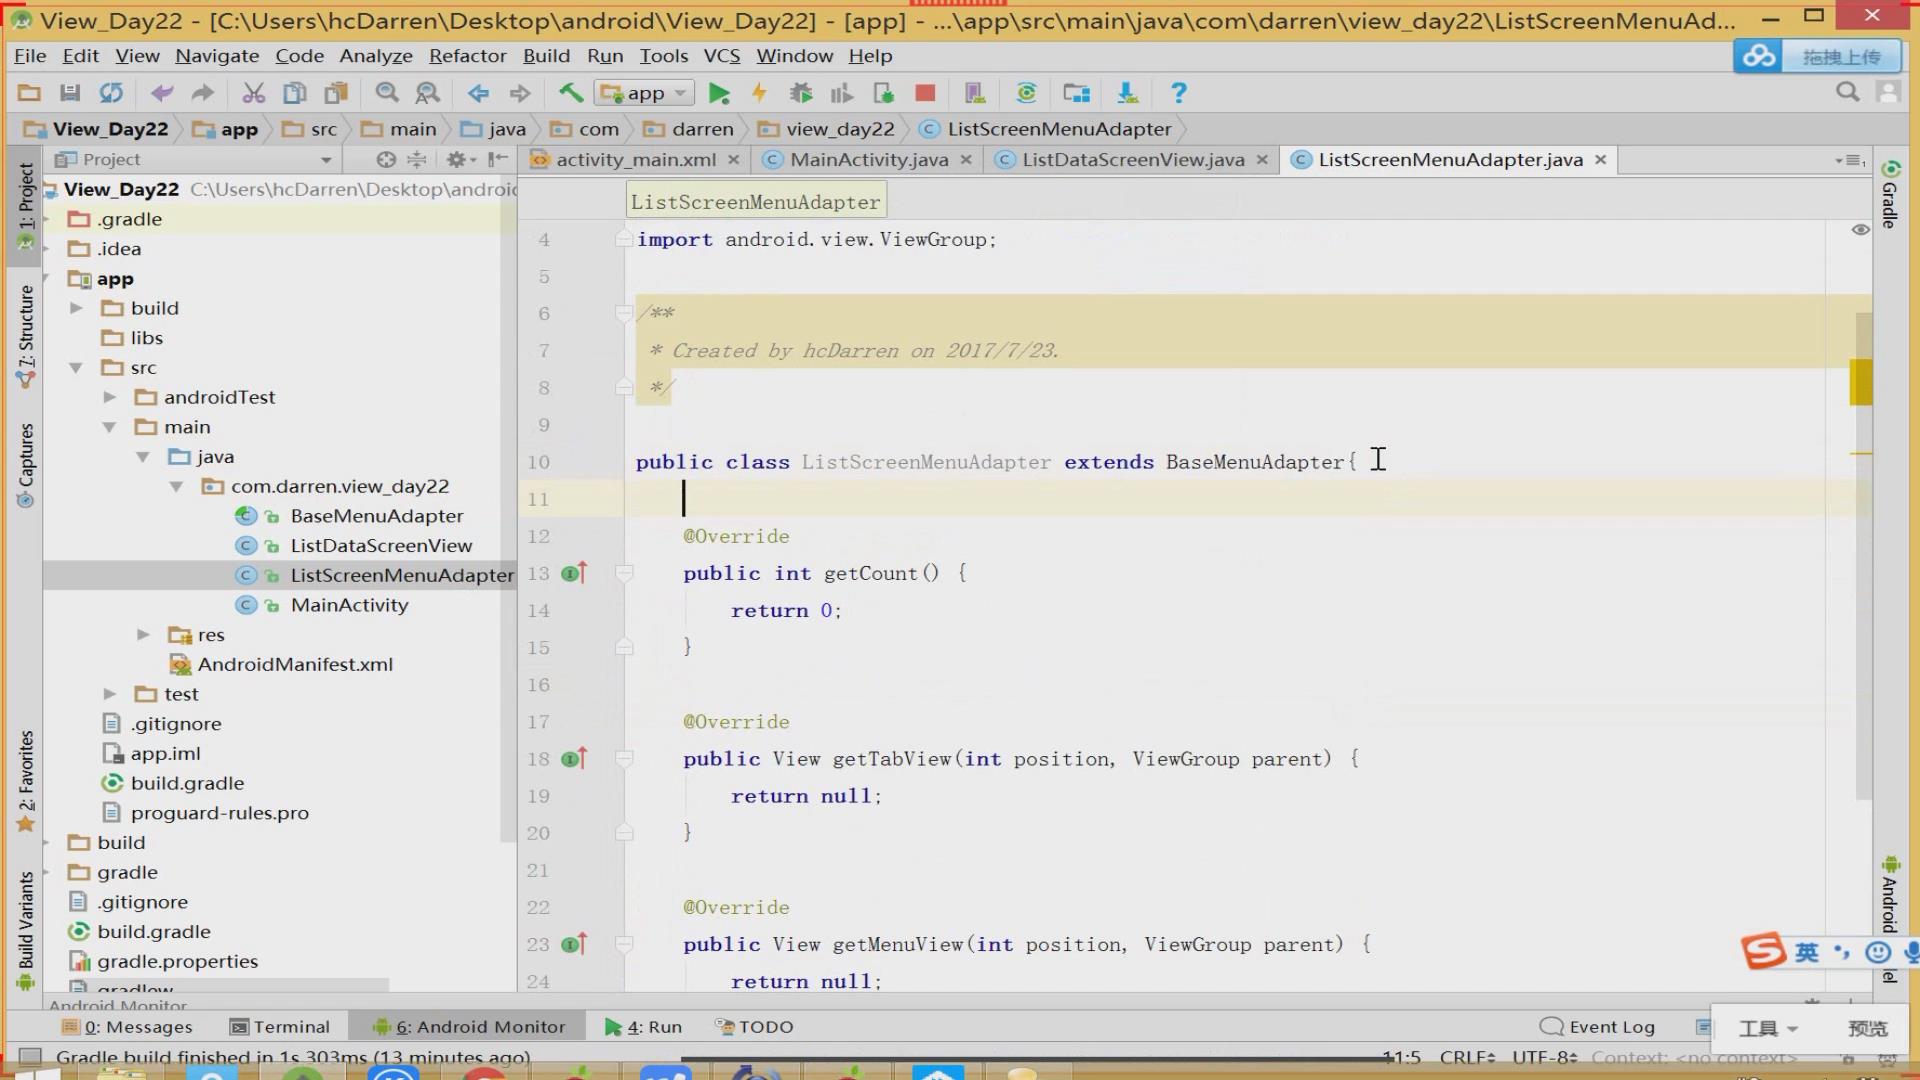 View_Day22 - [C:\Users\hcDarren\Desktop\android\View_Day22] - [app] - ...\app\src\main\java\com\darren\view_day22\ListScreenMenuAd...
File Edit View Navigate Code Analyze Refactor Build Run Tools VCS Window Help
拖拽上传
app
View_Day22 app src main java com darren view_day22 ListScreenMenuAdapter
Project
activity_main.xml MainActivity.java ListDataScreenView.java ListScreenMenuAdapter.java
1: Project
7: Structure
Captures
2: Favorites
Build Variants
View_Day22 C:\Users\hcDarren\Desktop\android
.gradle
.idea
app
build
libs
src
androidTest
main
java
com.darren.view_day22
BaseMenuAdapter
ListDataScreenView
ListScreenMenuAdapter
MainActivity
res
AndroidManifest.xml
test
.gitignore
app.iml
build.gradle
proguard-rules.pro
build
gradle
.gitignore
build.gradle
gradle.properties
gradlew
ListScreenMenuAdapter
4 import android.view.ViewGroup;
5
6 /**
7 * Created by hcDarren on 2017/7/23.
8 */
9
10 public class ListScreenMenuAdapter extends BaseMenuAdapter{
11
12 @Override
13 public int getCount() {
14 return 0;
15 }
16
17 @Override
18 public View getTabView(int position, ViewGroup parent) {
19 return null;
20 }
21
22 @Override
23 public View getMenuView(int position, ViewGroup parent) {
24 return null;
Gradle
Android
el
英
Android Monitor
0: Messages Terminal 6: Android Monitor 4: Run TODO Event Log
工具 预览
Gradle build finished in 1s 303ms (13 minutes ago) 11:5 CRLF UTF-8 Context: <no context>